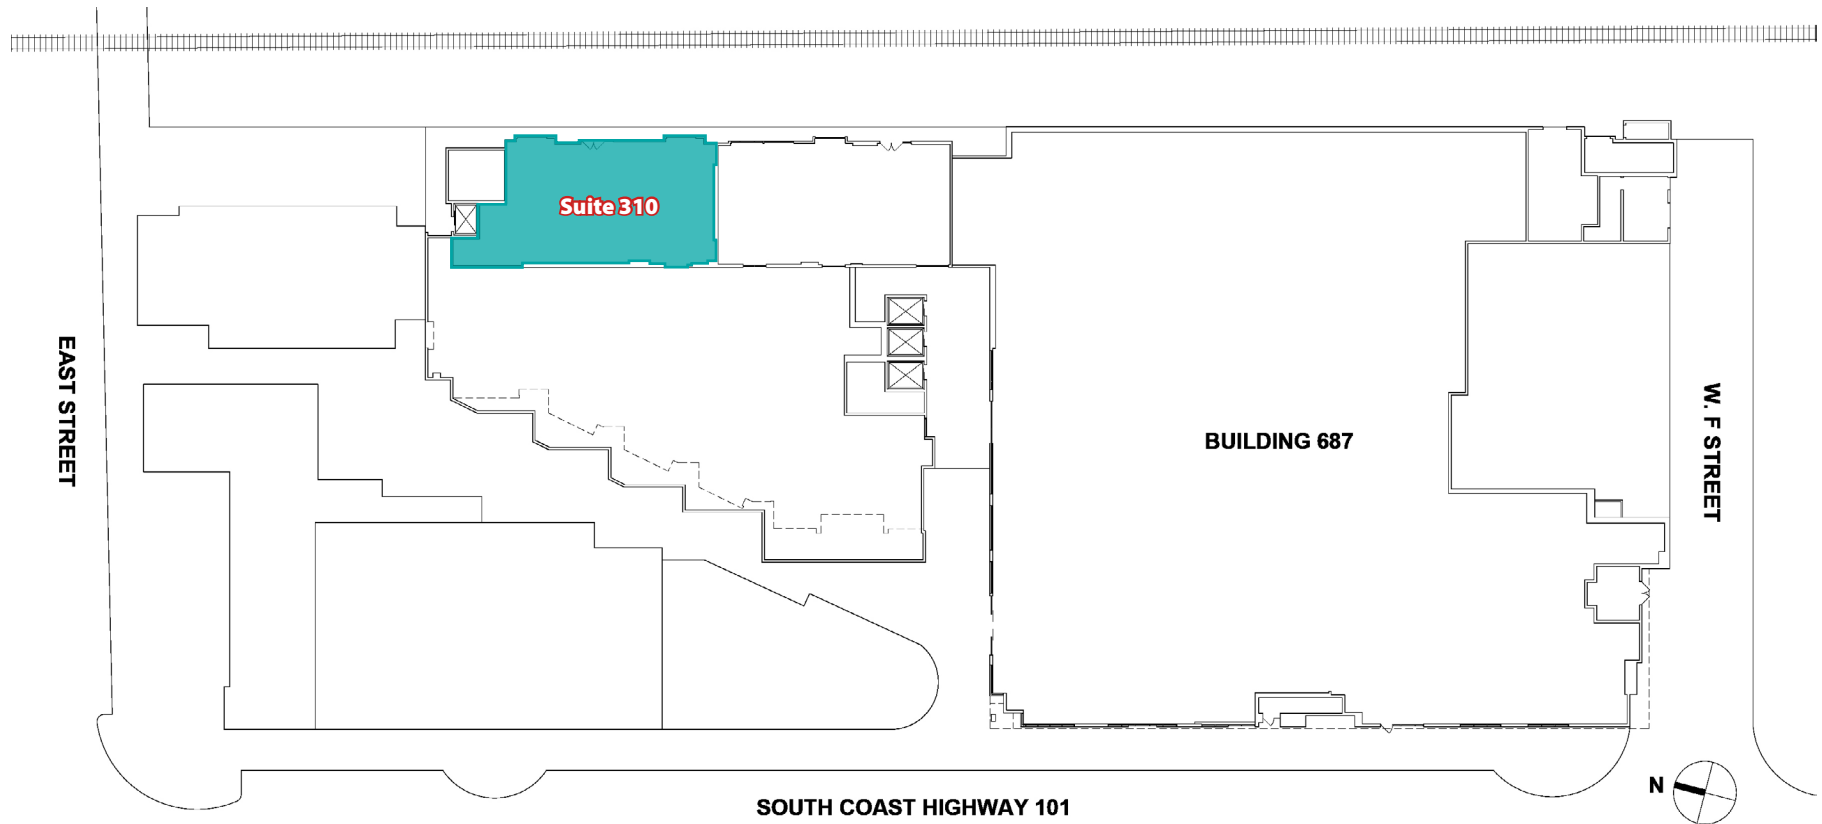 Suite 310
EAST STREET
BUILDING 687
W. F STREET
N
SOUTH COAST HIGHWAY 101